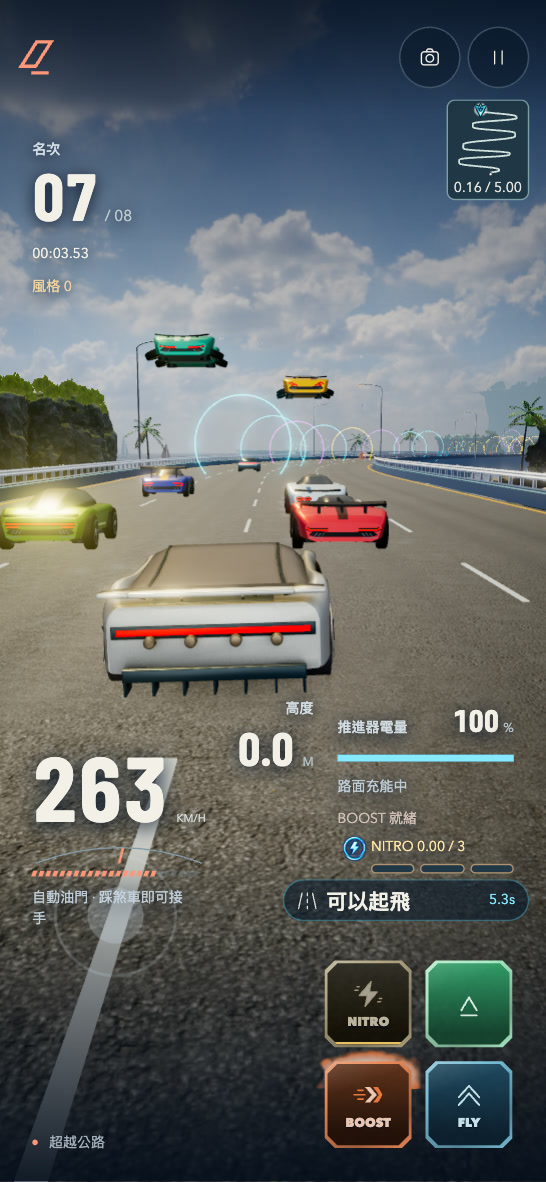 名次
07 / 08
00:03.53
風格 0
0.16 / 5.00
高度
0.0 M
推進器電量 100 %
路面充能中
BOOST 就緒
NITRO 0.00 / 3
263 KM/H
自動油門 · 踩煞車即可接
手
可以起飛 5.3s
NITRO
BOOST
FLY
超越公路